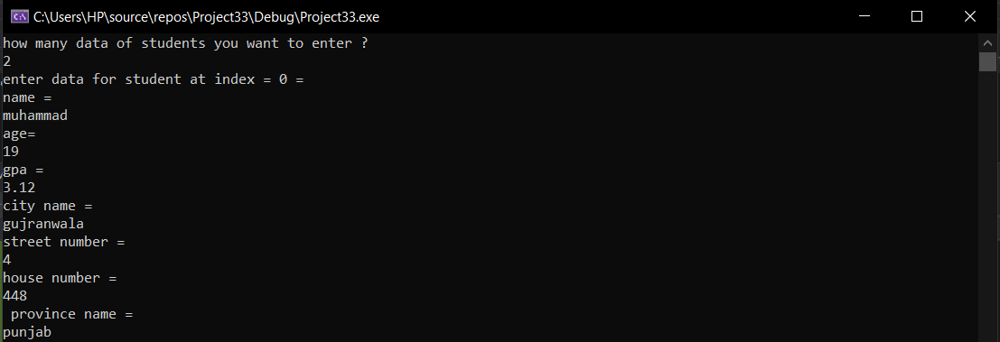 C:\Users\HP\source\repos\Project33\Debug\Project33.exe
how many data of students you want to enter ?
2
enter data for student at index = 0 =
name =
muhammad
age=
19
gpa =
3.12
city name =
gujranwala
street number =
4
house number =
448
 province name =
punjab